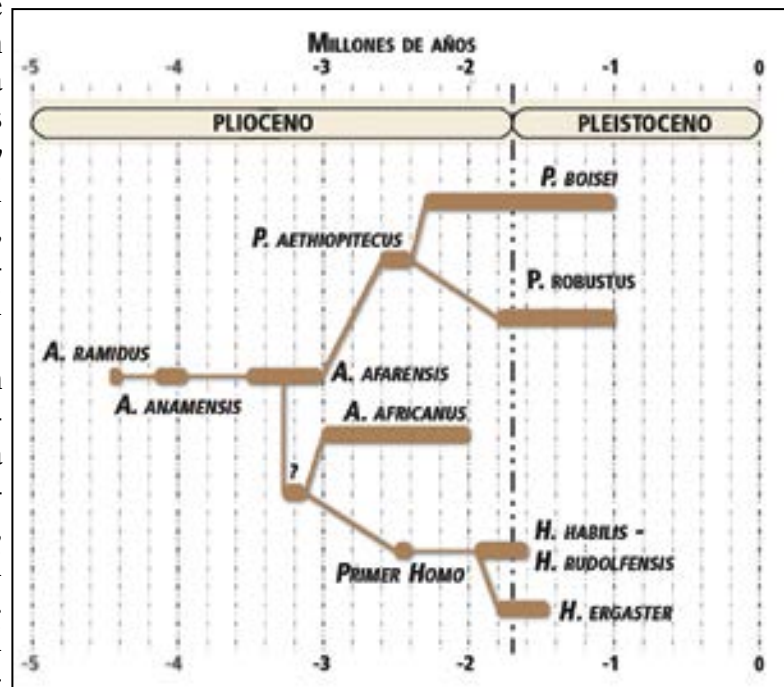 MILLONES DE AÑOS
-5 -4 -3 -2 -1 0
PLIOCENO PLEISTOCENO
P. BOISEI
P. AETHIOPITECUS
P. ROBUSTUS
A. RAMIDUS
A. AFARENSIS
A. ANAMENSIS
A. AFRICANUS
?
H. HABILIS -
H. RUDOLFENSIS
PRIMER HOMO
H. ERGASTER
-5 -4 -3 -2 -1 0